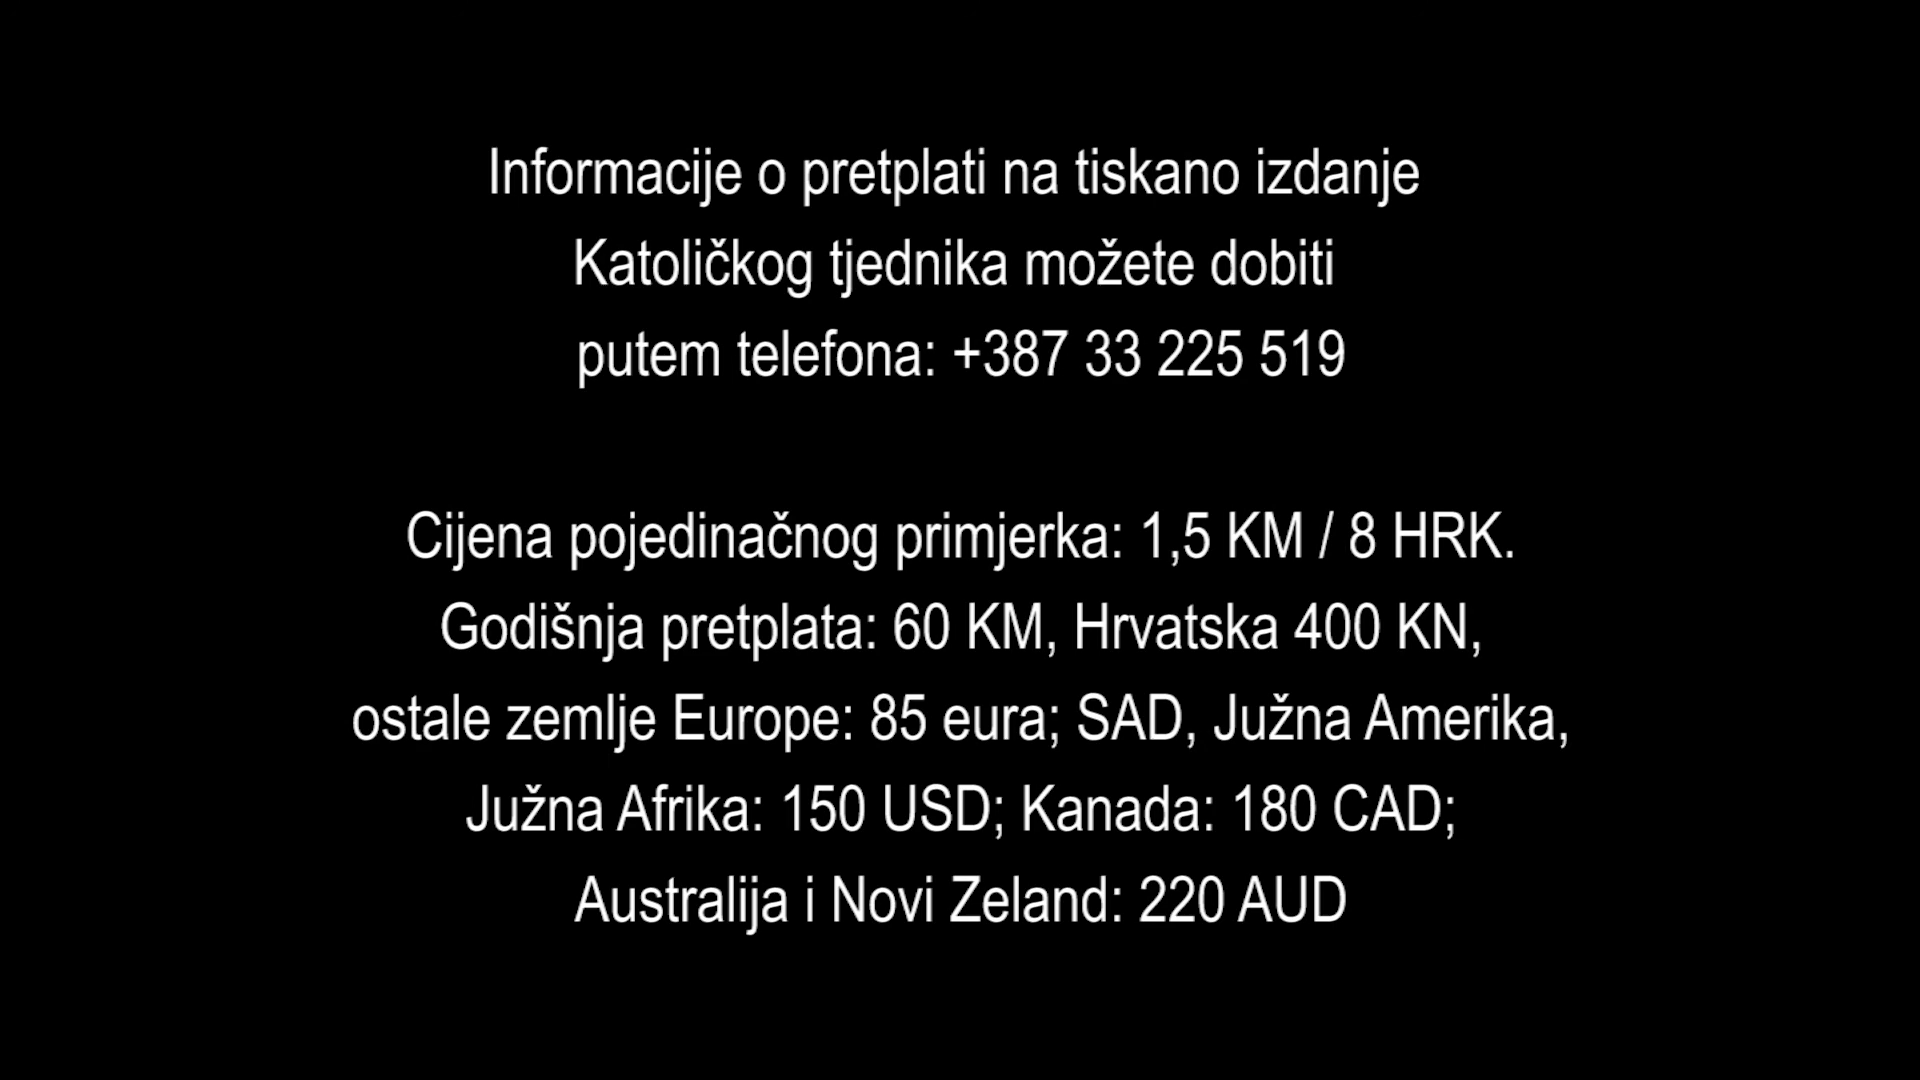 Informacije o pretplati na tiskano izdanje
Katoličkog tjednika možete dobiti
putem telefona: +387 33 225 519
Cijena pojedinačnog primjerka: 1,5 KM / 8 HRK.
Godišnja pretplata: 60 KM, Hrvatska 400 KN,
ostale zemlje Europe: 85 eura; SAD, Južna Amerika,
Južna Afrika: 150 USD; Kanada: 180 CAD;
Australija i Novi Zeland: 220 AUD